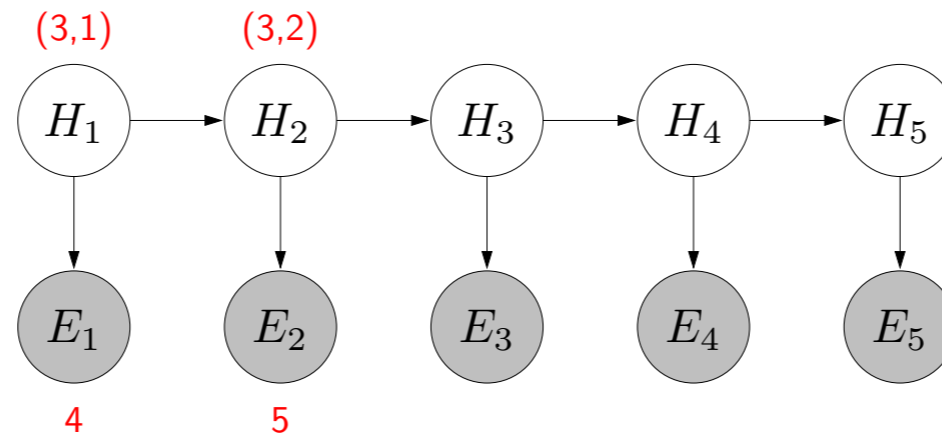 (3,1) (3,2)
H₁ H₂ H₃ H₄ H₅
E₁ E₂ E₃ E₄ E₅
4 5